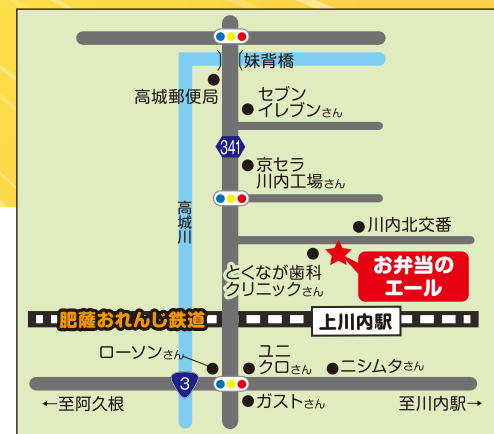 妹背橋
高城郵便局
セブン
イレブンさん
341
京セラ
川内工場さん
高城川
川内北交番
とくなが歯科
クリニックさん
お弁当の
エール
肥薩おれんじ鉄道
上川内駅
ローソンさん
ユニ
クロさん
ニシムタさん
3
←至阿久根
ガストさん
至川内駅→